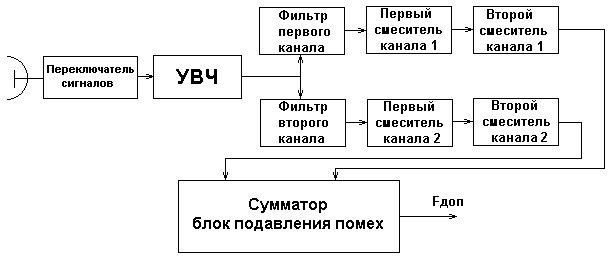 Переключатель
сигналов
УВЧ
Фильтр
первого
канала
Первый
смеситель
канала 1
Второй
смеситель
канала 1
Фильтр
второго
канала
Первый
смеситель
канала 2
Второй
смеситель
канала 2
Сумматор
блок подавления помех
Fдоп